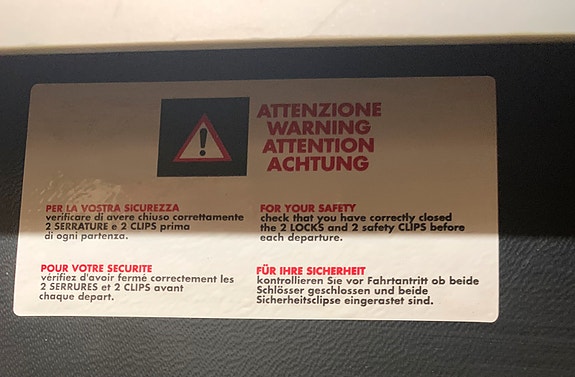 ATTENZIONE
WARNING
ATTENTION
ACHTUNG
PER LA VOSTRA SICUREZZA
verificare di avere chiuso correttamente
2 SERRATURE e 2 CLIPS prima
di ogni partenza.
FOR YOUR SAFETY
check that you have correctly closed
the 2 LOCKS and 2 safety CLIPS before
each departure.
POUR VOTRE SECURITE
vérifiez d'avoir fermé correctement les
2 SERRURES et 2 CLIPS avant
chaque depart.
FÜR IHRE SICHERHEIT
kontrollieren Sie vor Fahrtantritt ob beide
Schlösser geschlossen und beide
Sicherheitsclipse eingerastet sind.